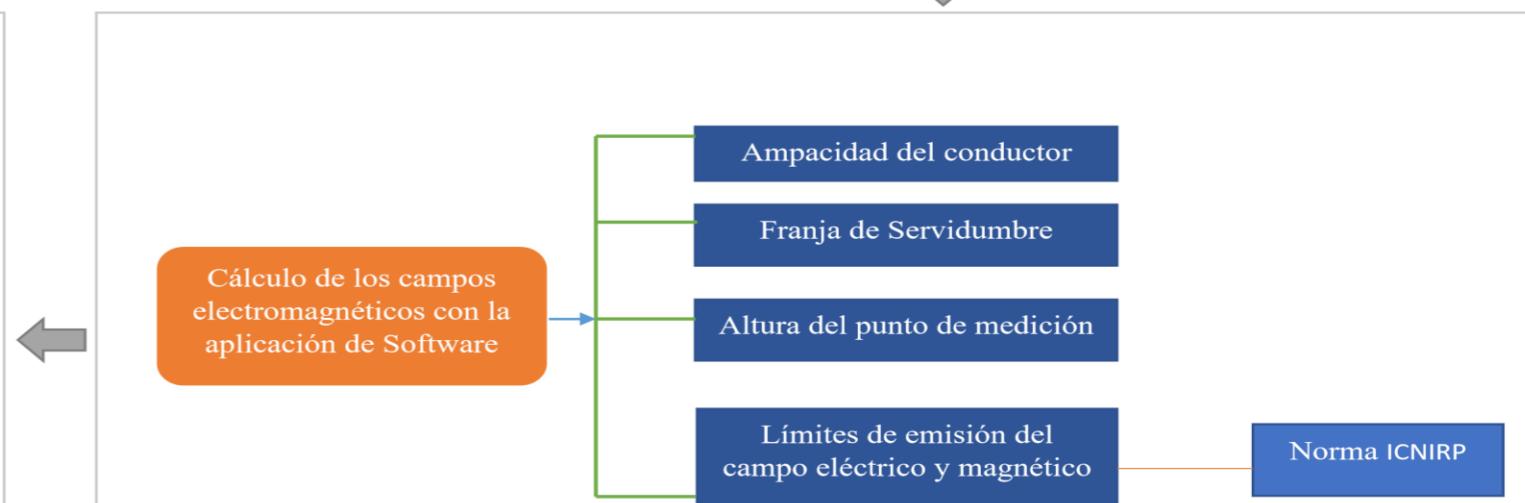 Ampacidad del conductor
Franja de Servidumbre
Cálculo de los campos
electromagnéticos con la
aplicación de Software
Altura del punto de medición
Límites de emisión del
campo eléctrico y magnético
Norma ICNIRP